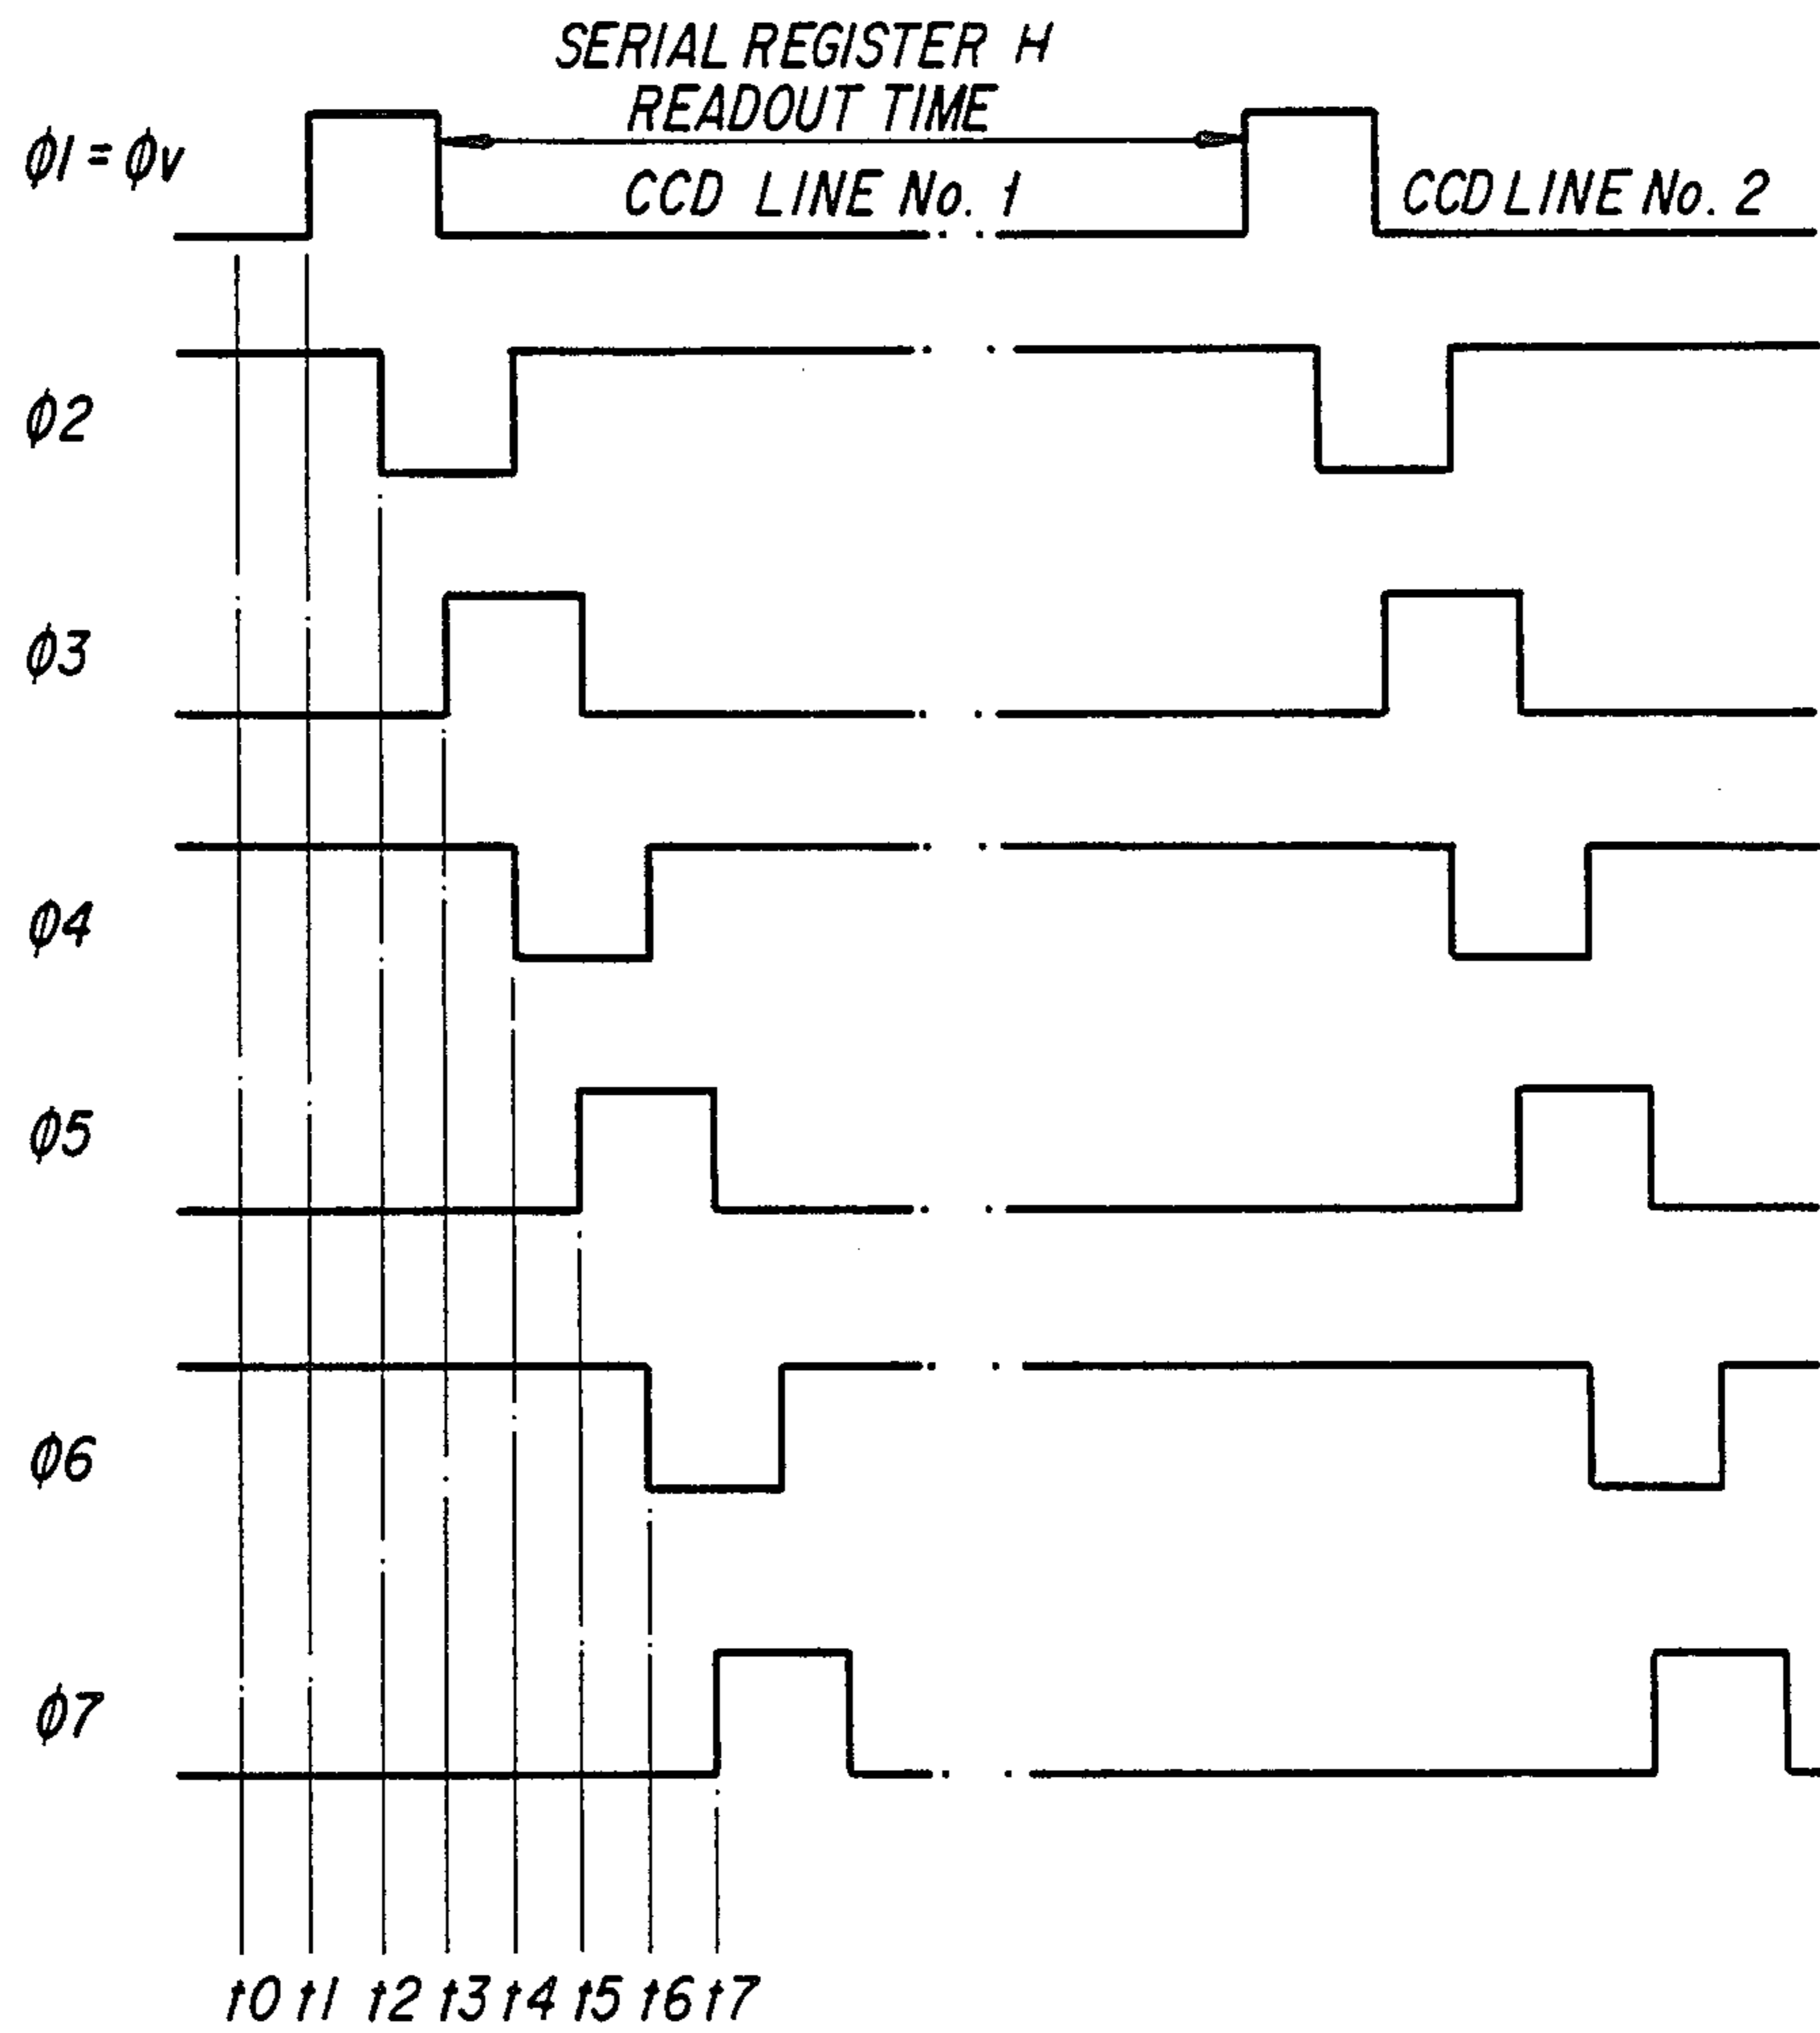 SERIAL REGISTER H
READOUT TIME
ϕ1 = ϕv
CCD LINE No. 1
CCD LINE No. 2
ϕ2
ϕ3
ϕ4
ϕ5
ϕ6
ϕ7
t0 t1 t2 t3 t4 t5 t6 t7